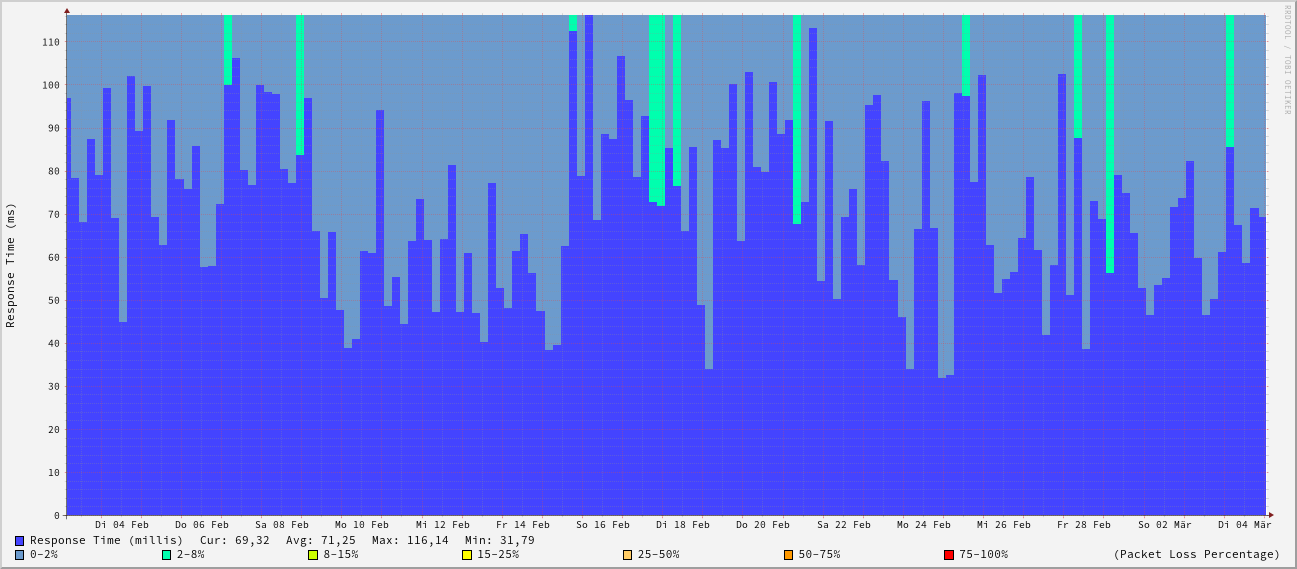 RRDTOOL / TOBI OETIKER
Response Time (ms)
110
100
90
80
70
60
50
40
30
20
10
0
Di 04 Feb Do 06 Feb Sa 08 Feb Mo 10 Feb Mi 12 Feb Fr 14 Feb So 16 Feb Di 18 Feb Do 20 Feb Sa 22 Feb Mo 24 Feb Mi 26 Feb Fr 28 Feb So 02 Mär Di 04 Mär
Response Time (millis) Cur: 69,32 Avg: 71,25 Max: 116,14 Min: 31,79
0-2% 2-8% 8-15% 15-25% 25-50% 50-75% 75-100% (Packet Loss Percentage)